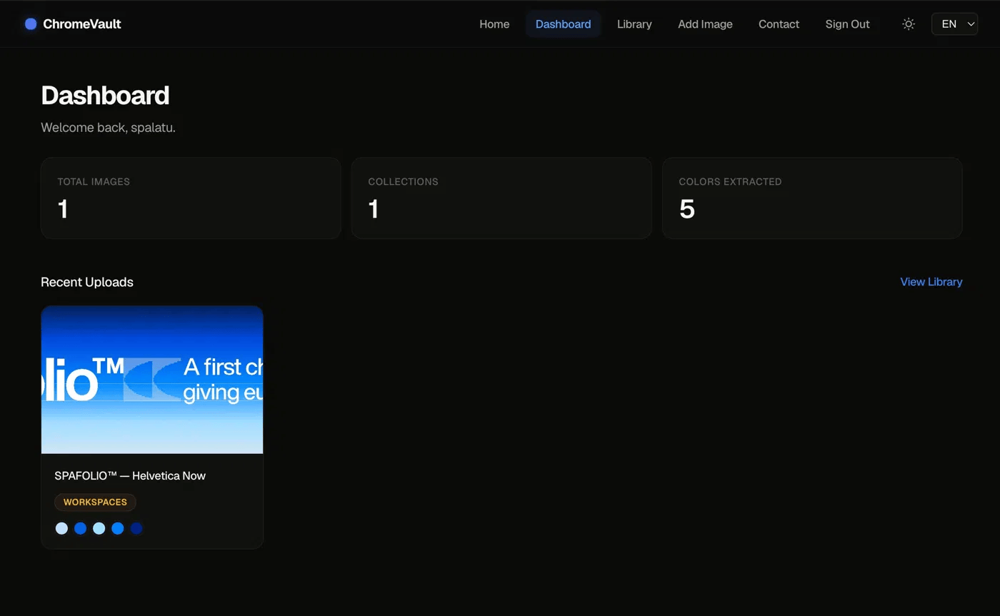 ChromeVault
Home
Dashboard
Library
Add Image
Contact
Sign Out
EN
Dashboard
Welcome back, spalatu.
TOTAL IMAGES
1
COLLECTIONS
1
COLORS EXTRACTED
5
Recent Uploads
View Library
lio™
A first ch
giving eu
SPAFOLIO™ — Helvetica Now
WORKSPACES